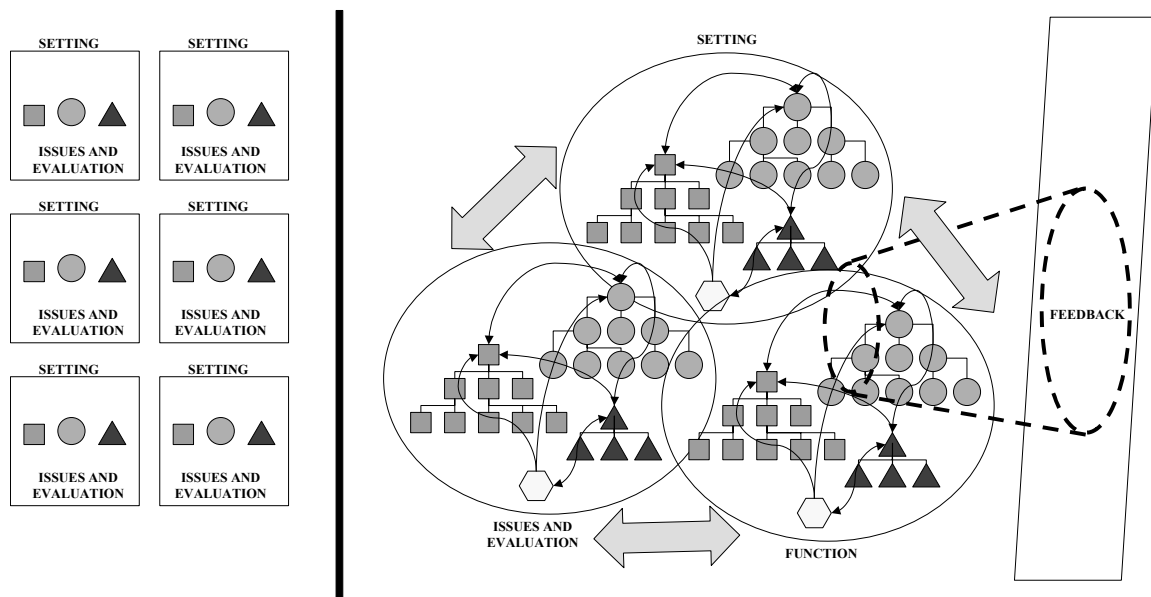 SETTING
ISSUES AND
EVALUATION
SETTING
ISSUES AND
EVALUATION
SETTING
ISSUES AND
EVALUATION
SETTING
ISSUES AND
EVALUATION
SETTING
ISSUES AND
EVALUATION
SETTING
ISSUES AND
EVALUATION
SETTING
FEEDBACK
ISSUES AND
EVALUATION
FUNCTION